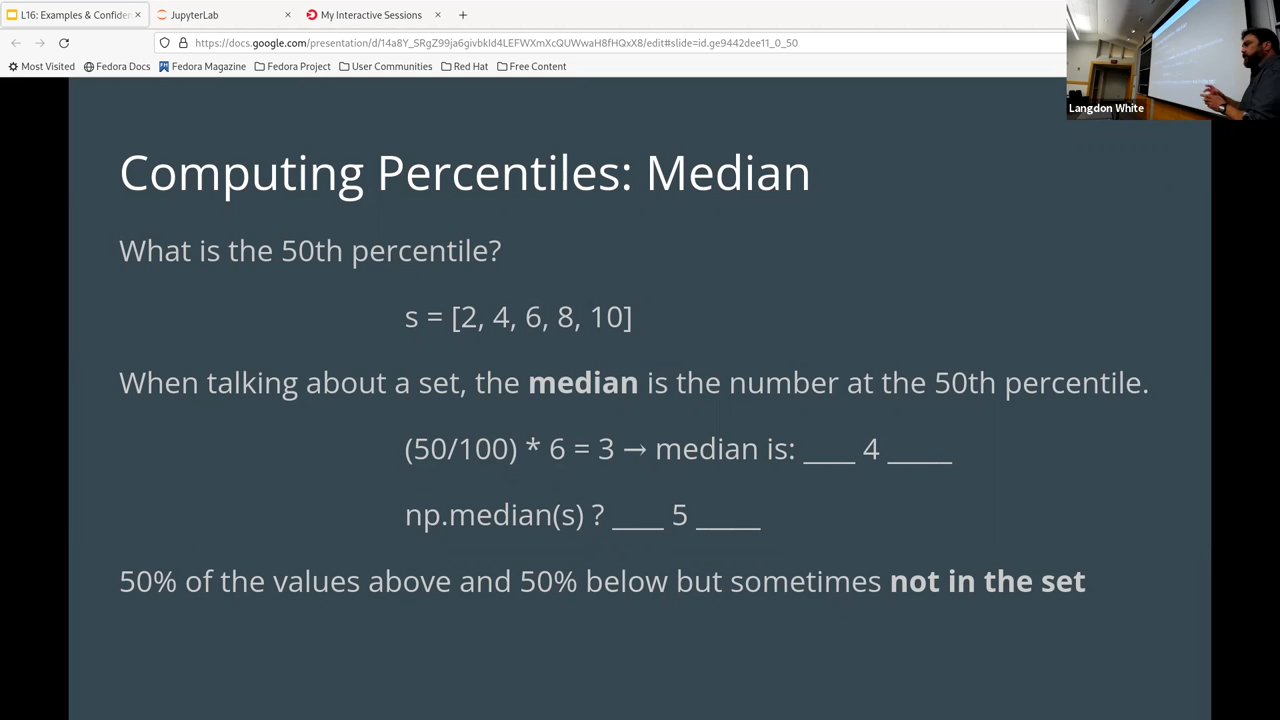 L16: Examples & Confiden
JupyterLab
My Interactive Sessions
https://docs.google.com/presentation/d/14a8Y_SRgZ99ja6givbkId4LEFWXmXcQUWwaH8fHQxX8/edit#slide=id.ge9442dee11_0_50
Most Visited Fedora Docs Fedora Magazine Fedora Project User Communities Red Hat Free Content
Langdon White
Computing Percentiles: Median
What is the 50th percentile?
s = [2, 4, 6, 8, 10]
When talking about a set, the median is the number at the 50th percentile.
(50/100) * 6 = 3 → median is: ____ 4 _____
np.median(s) ? ____ 5 _____
50% of the values above and 50% below but sometimes not in the set